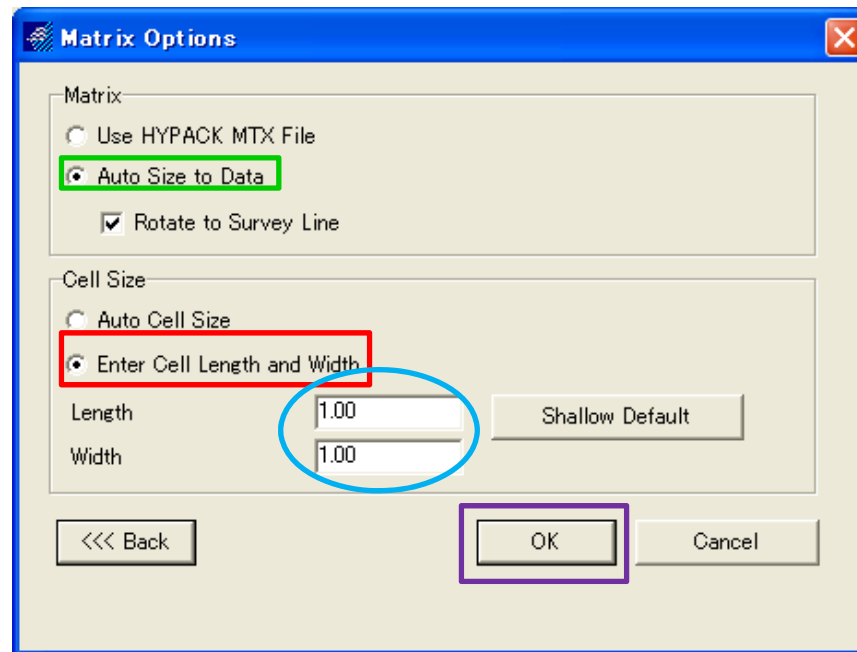 Matrix Options
Matrix
Use HYPACK MTX File
Auto Size to Data
Rotate to Survey Line
Cell Size
Auto Cell Size
Enter Cell Length and Width
Length 1.00 Shallow Default
Width 1.00
<<< Back OK Cancel